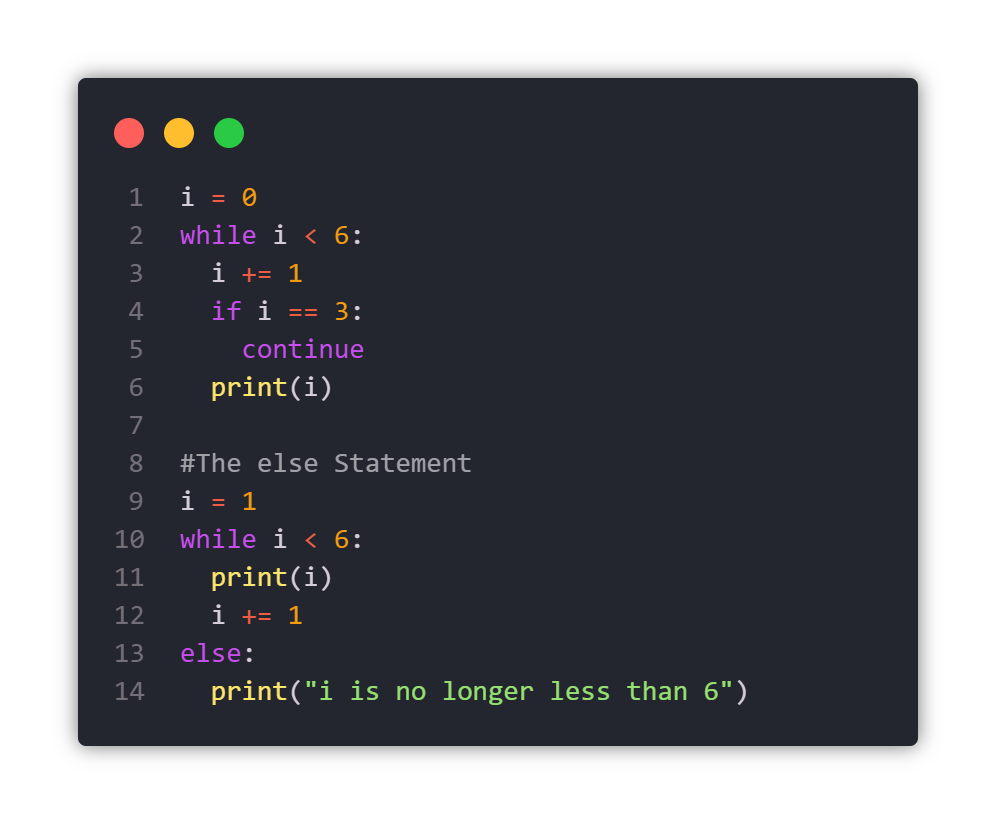 1 i = 0
2 while i < 6:
3   i += 1
4   if i == 3:
5     continue
6   print(i)
7
8 #The else Statement
9 i = 1
10 while i < 6:
11   print(i)
12   i += 1
13 else:
14   print("i is no longer less than 6")